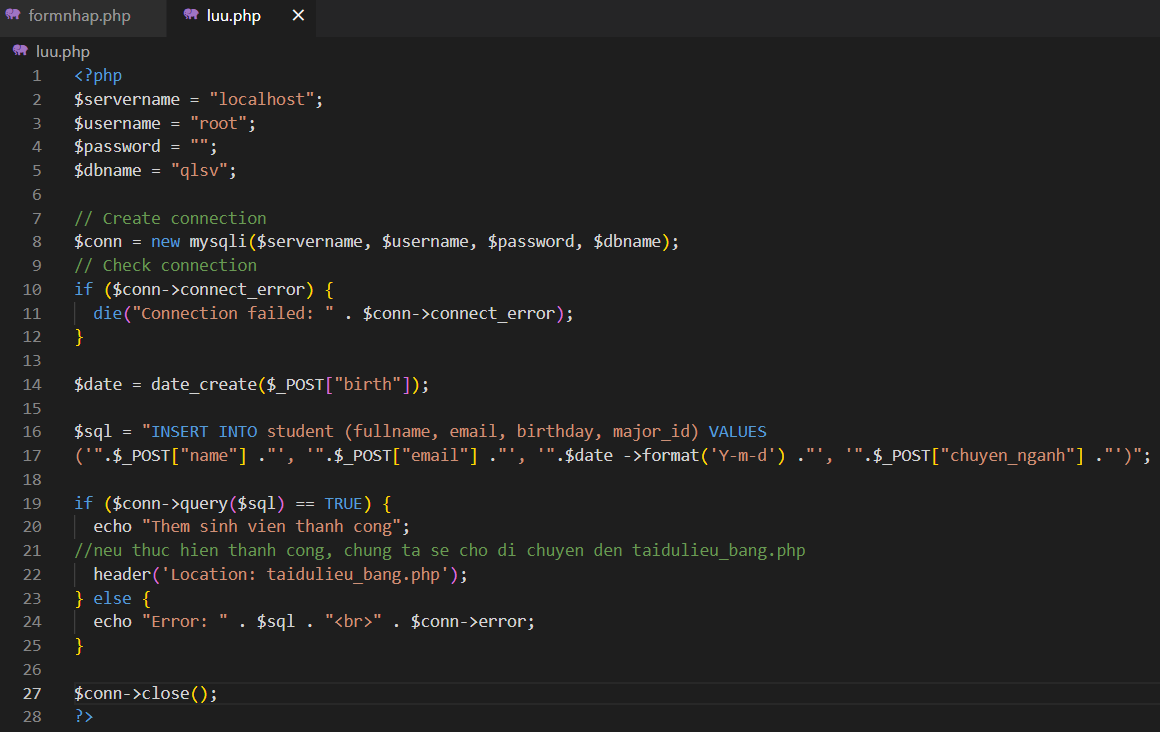 formnhap.php luu.php
luu.php
1 <?php
2 $servername = "localhost";
3 $username = "root";
4 $password = "";
5 $dbname = "qlsv";
6
7 // Create connection
8 $conn = new mysqli($servername, $username, $password, $dbname);
9 // Check connection
10 if ($conn->connect_error) {
11 die("Connection failed: " . $conn->connect_error);
12 }
13
14 $date = date_create($_POST["birth"]);
15
16 $sql = "INSERT INTO student (fullname, email, birthday, major_id) VALUES
17 ('".$_POST["name"] ."', '".$_POST["email"] ."', '".$date ->format('Y-m-d') ."', '".$_POST["chuyen_nganh"] ."')";
18
19 if ($conn->query($sql) == TRUE) {
20 echo "Them sinh vien thanh cong";
21 //neu thuc hien thanh cong, chung ta se cho di chuyen den taidulieu_bang.php
22 header('Location: taidulieu_bang.php');
23 } else {
24 echo "Error: " . $sql . "<br>" . $conn->error;
25 }
26
27 $conn->close();
28 ?>